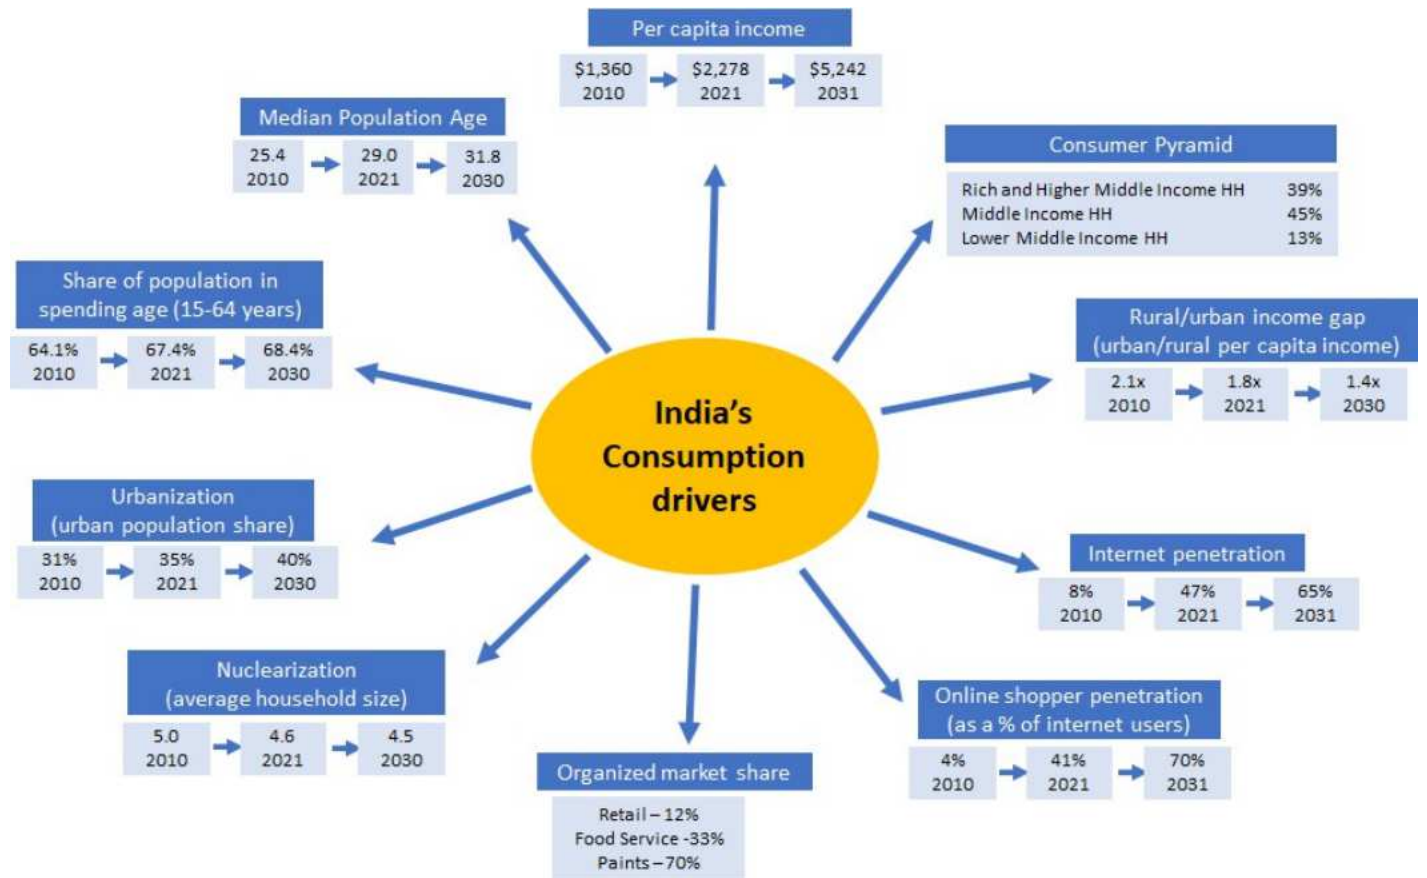 Per capita income
$1,360 $2,278 $5,242
2010 2021 2031
Median Population Age
25.4 29.0 31.8
2010 2021 2030
Consumer Pyramid
Rich and Higher Middle Income HH 39%
Middle Income HH 45%
Lower Middle Income HH 13%
Share of population in
spending age (15-64 years)
64.1% 67.4% 68.4%
2010 2021 2030
Rural/urban income gap
(urban/rural per capita income)
2.1x 1.8x 1.4x
2010 2021 2030
India's
Consumption
drivers
Urbanization
(urban population share)
31% 35% 40%
2010 2021 2030
Internet penetration
8% 47% 65%
2010 2021 2031
Nuclearization
(average household size)
5.0 4.6 4.5
2010 2021 2030
Online shopper penetration
(as a % of internet users)
4% 41% 70%
2010 2021 2031
Organized market share
Retail – 12%
Food Service -33%
Paints – 70%